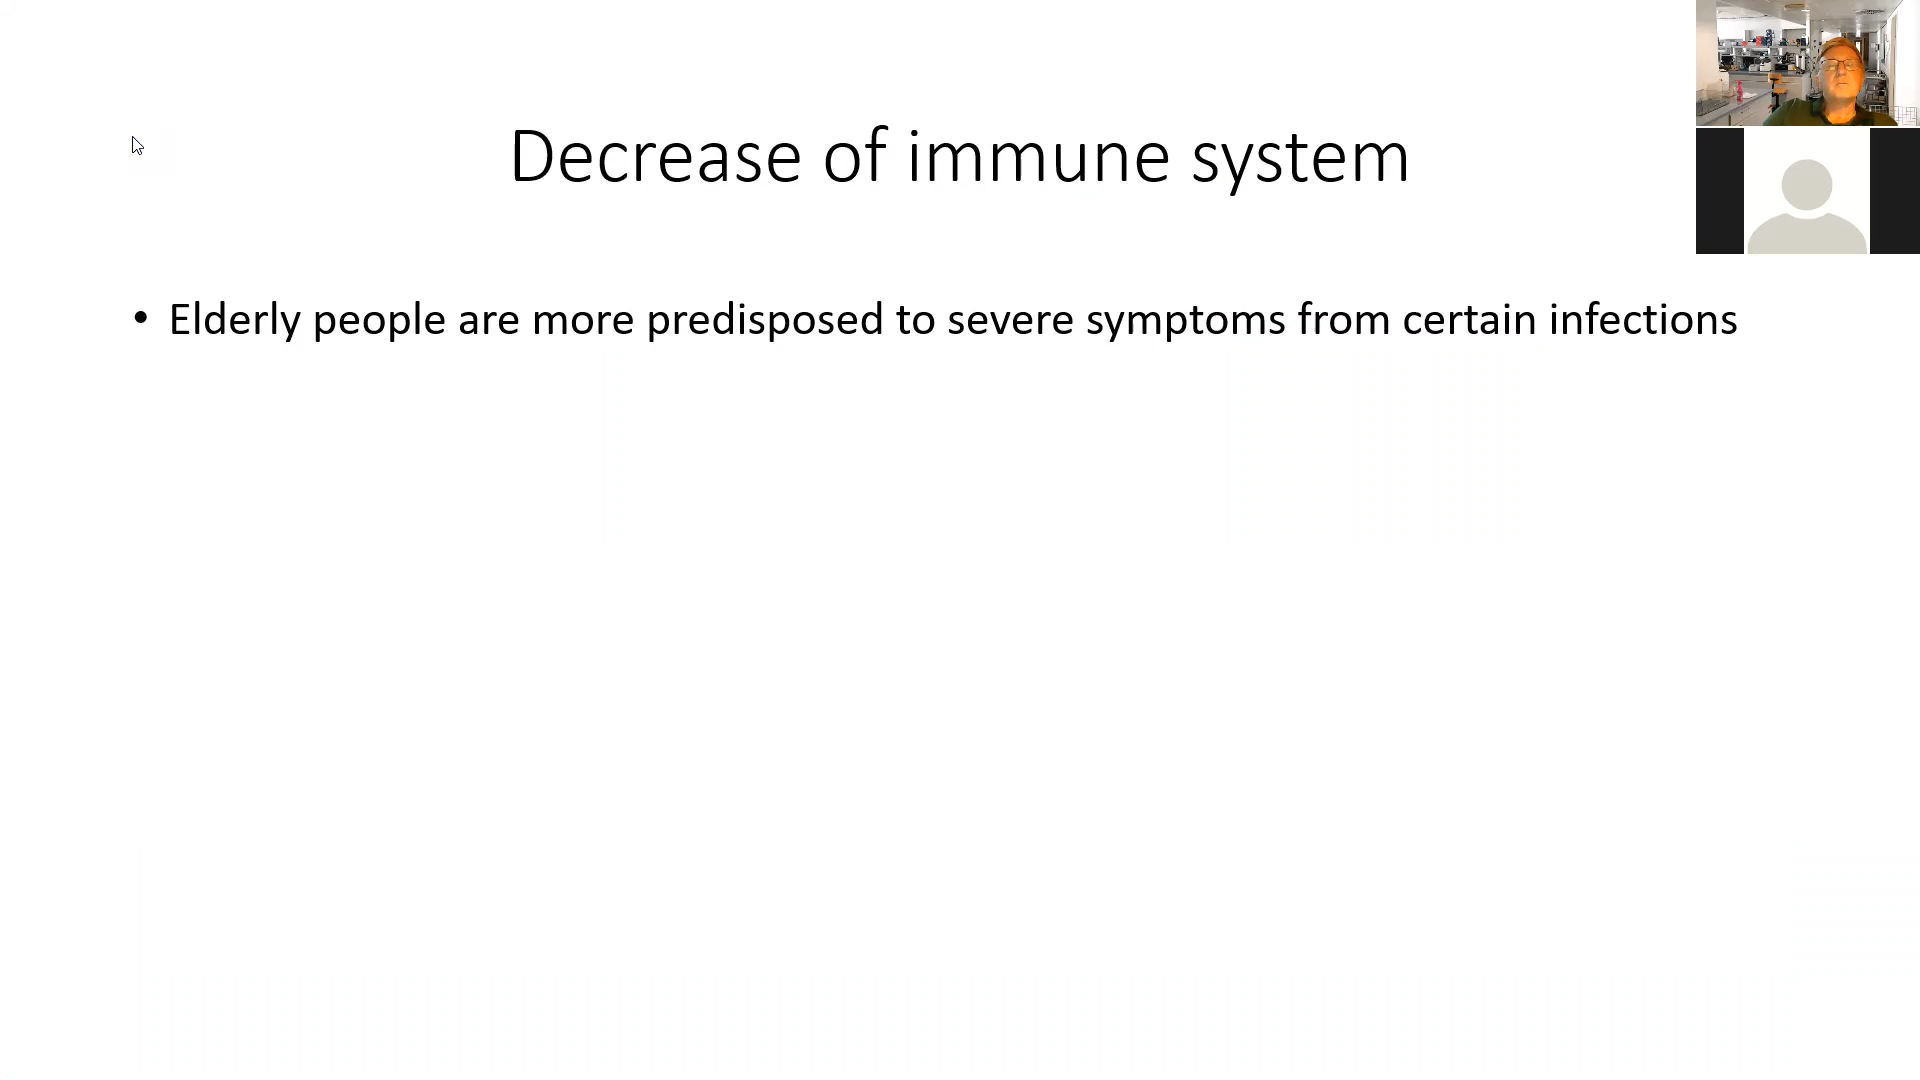 Decrease of immune system
• Elderly people are more predisposed to severe symptoms from certain infections